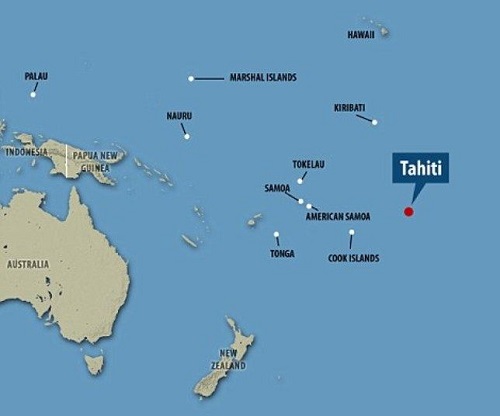 HAWAII
PALAU
MARSHAL ISLANDS
KIRIBATI
NAURU
INDONESIA
PAPUA NEW
GUINEA
TOKELAU
Tahiti
SAMOA
AMERICAN SAMOA
TONGA
COOK ISLANDS
AUSTRALIA
NEW
ZEALAND